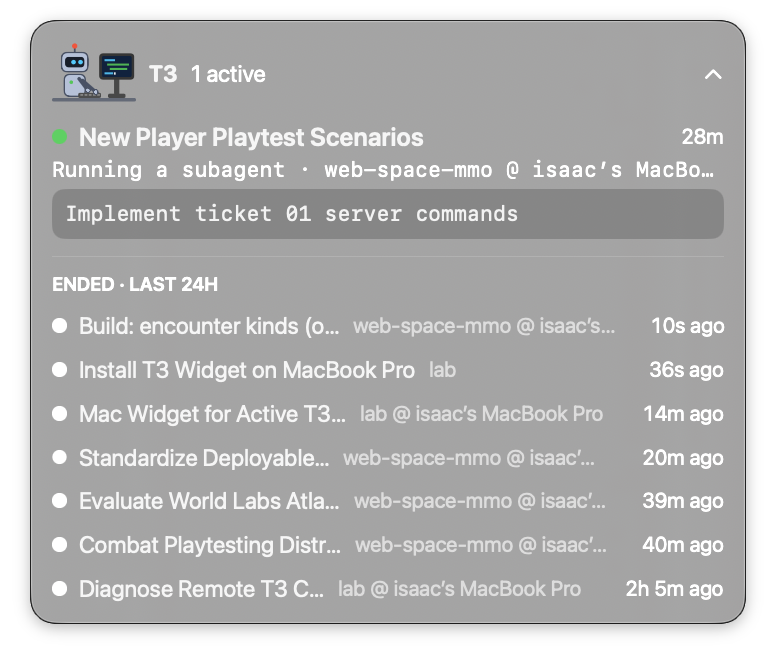 T3 1 active
New Player Playtest Scenarios 28m
Running a subagent · web-space-mmo @ isaac's MacBo…
Implement ticket 01 server commands
ENDED · LAST 24H
Build: encounter kinds (o… web-space-mmo @ isaac's… 10s ago
Install T3 Widget on MacBook Pro lab 36s ago
Mac Widget for Active T3… lab @ isaac's MacBook Pro 14m ago
Standardize Deployable… web-space-mmo @ isaac'… 20m ago
Evaluate World Labs Atla… web-space-mmo @ isaac'… 39m ago
Combat Playtesting Distr… web-space-mmo @ isaac'… 40m ago
Diagnose Remote T3 C… lab @ isaac's MacBook Pro 2h 5m ago